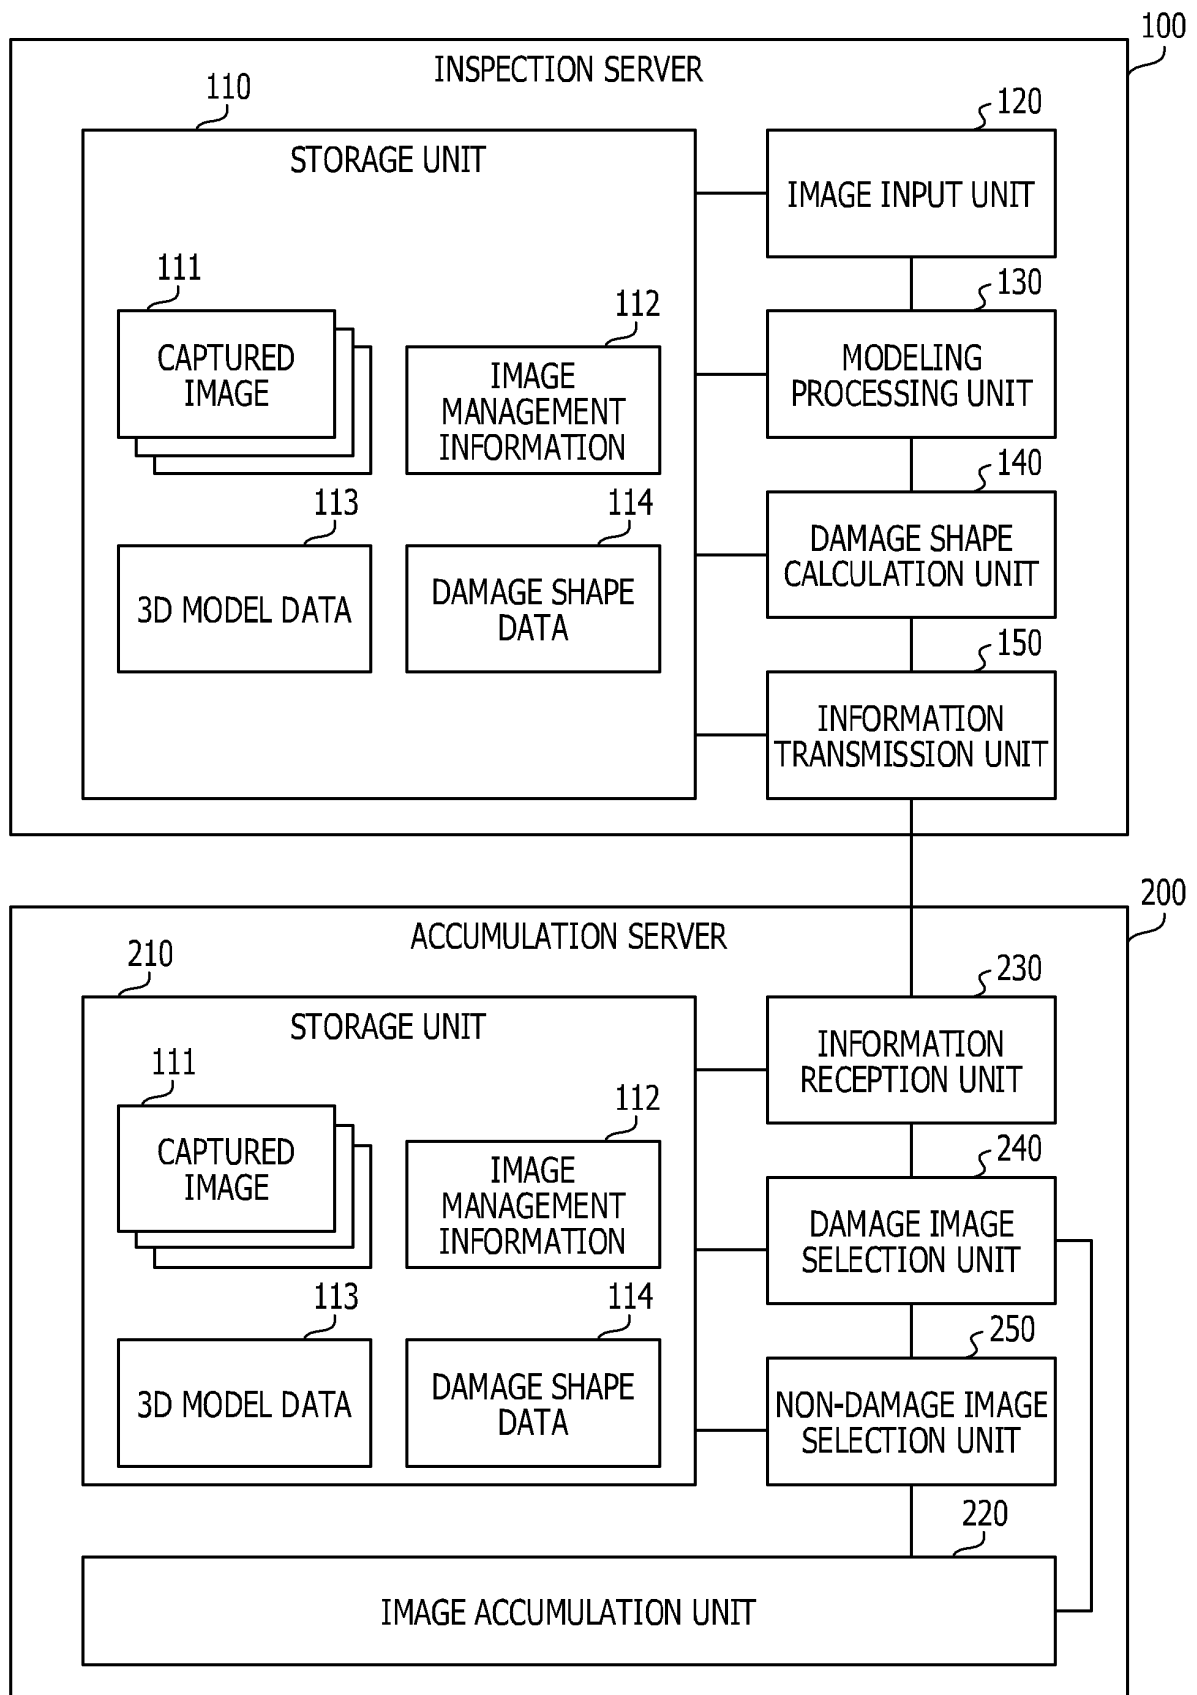 100
INSPECTION SERVER
110
STORAGE UNIT
120
IMAGE INPUT UNIT
111
CAPTURED
IMAGE
112
IMAGE
MANAGEMENT
INFORMATION
130
MODELING
PROCESSING UNIT
113
3D MODEL DATA
114
DAMAGE SHAPE
DATA
140
DAMAGE SHAPE
CALCULATION UNIT
150
INFORMATION
TRANSMISSION UNIT
200
ACCUMULATION SERVER
210
STORAGE UNIT
230
INFORMATION
RECEPTION UNIT
111
CAPTURED
IMAGE
112
IMAGE
MANAGEMENT
INFORMATION
240
DAMAGE IMAGE
SELECTION UNIT
113
3D MODEL DATA
114
DAMAGE SHAPE
DATA
250
NON-DAMAGE IMAGE
SELECTION UNIT
220
IMAGE ACCUMULATION UNIT